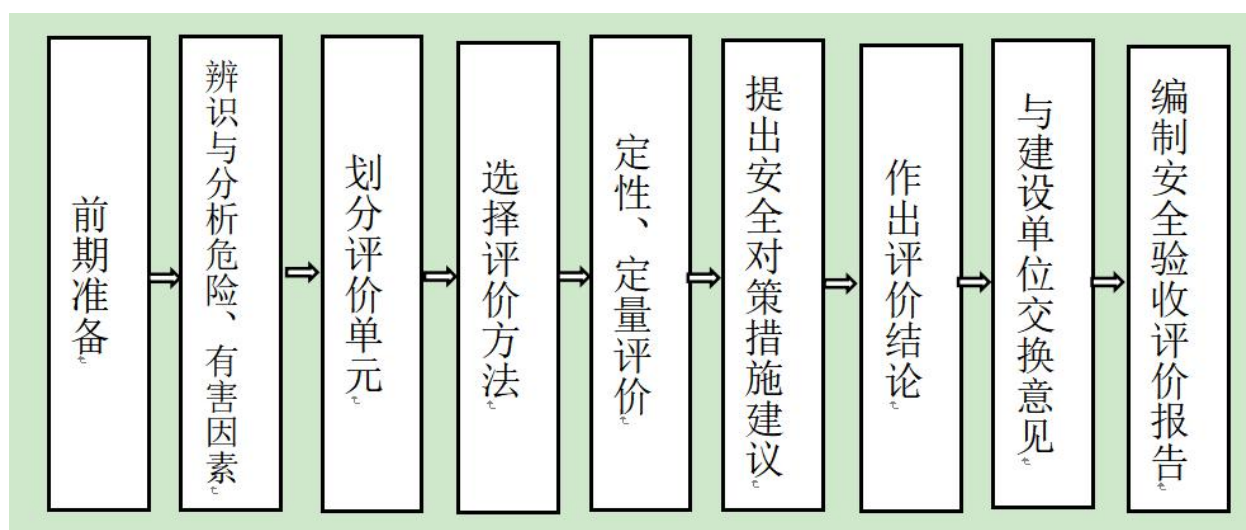 前期准备
辨识与分析危险、有害因素
划分评价单元
选择评价方法
定性、定量评价
提出安全对策措施建议
作出评价结论
与建设单位交换意见
编制安全验收评价报告